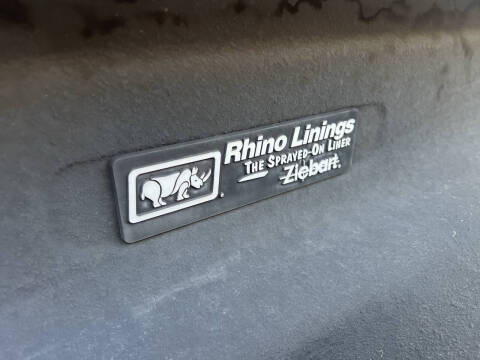 Rhino Linings
THE SPRAYED-ON LINER
Ziebart.